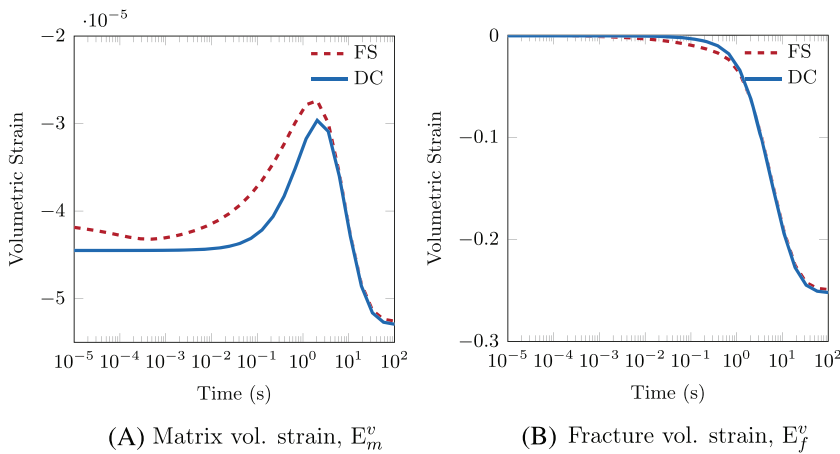 ·10⁻⁵
−2
−3
−4
−5
Volumetric Strain
FS
DC
10⁻⁵ 10⁻⁴ 10⁻³ 10⁻² 10⁻¹ 10⁰ 10¹ 10²
Time (s)
(A) Matrix vol. strain, Eᵥₘ
0
−0.1
−0.2
−0.3
Volumetric Strain
FS
DC
10⁻⁵ 10⁻⁴ 10⁻³ 10⁻² 10⁻¹ 10⁰ 10¹ 10²
Time (s)
(B) Fracture vol. strain, E_f^v